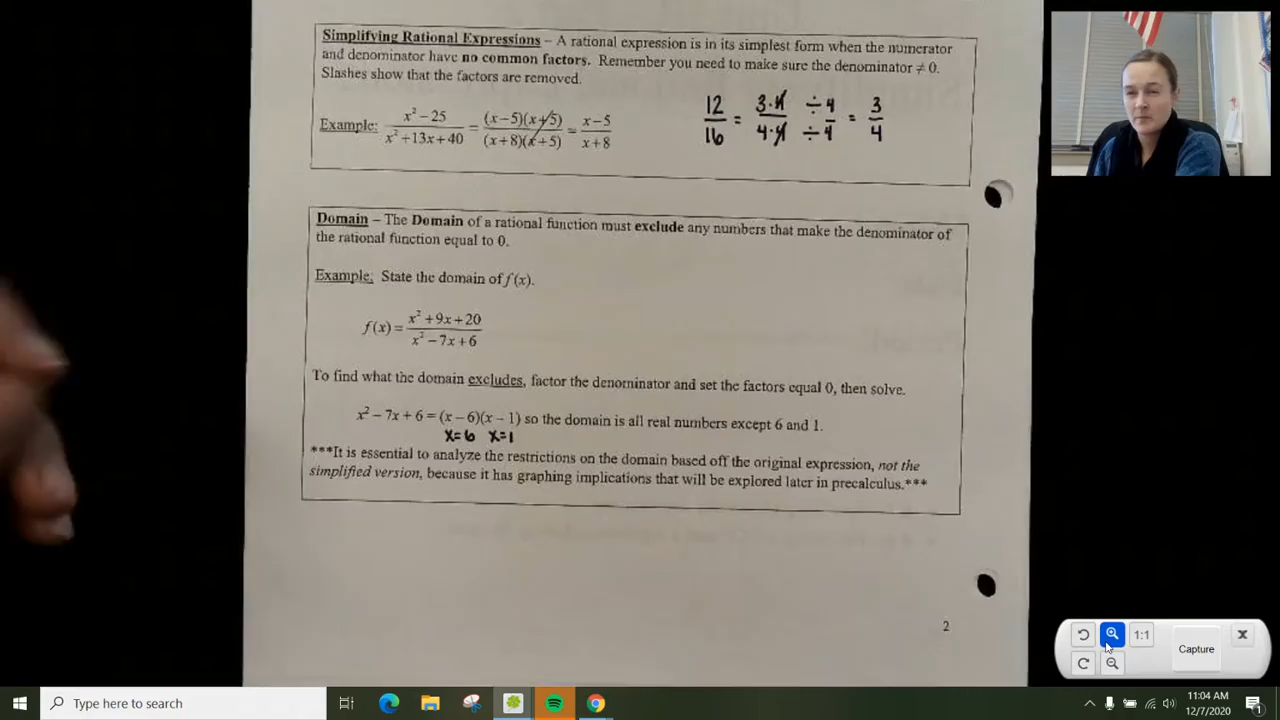 Simplifying Rational Expressions – A rational expression is in its simplest form when the numerator
and denominator have no common factors. Remember you need to make sure the denominator ≠ 0.
Slashes show that the factors are removed.
Example: x² − 25 / x² + 13x + 40 = (x−5)(x+5) / (x+8)(x+5) = x−5 / x+8
12/16 = 3·4 / 4·4 ÷4 / ÷4 = 3/4
Domain – The Domain of a rational function must exclude any numbers that make the denominator of
the rational function equal to 0.
Example: State the domain of f(x).
f(x) = x² + 9x + 20 / x² − 7x + 6
To find what the domain excludes, factor the denominator and set the factors equal 0, then solve.
x² − 7x + 6 = (x − 6)(x − 1) so the domain is all real numbers except 6 and 1.
x=6 x=1
***It is essential to analyze the restrictions on the domain based off the original expression, not the
simplified version, because it has graphing implications that will be explored later in precalculus.***
2
1:1
Capture
Type here to search
11:04 AM
12/7/2020
1